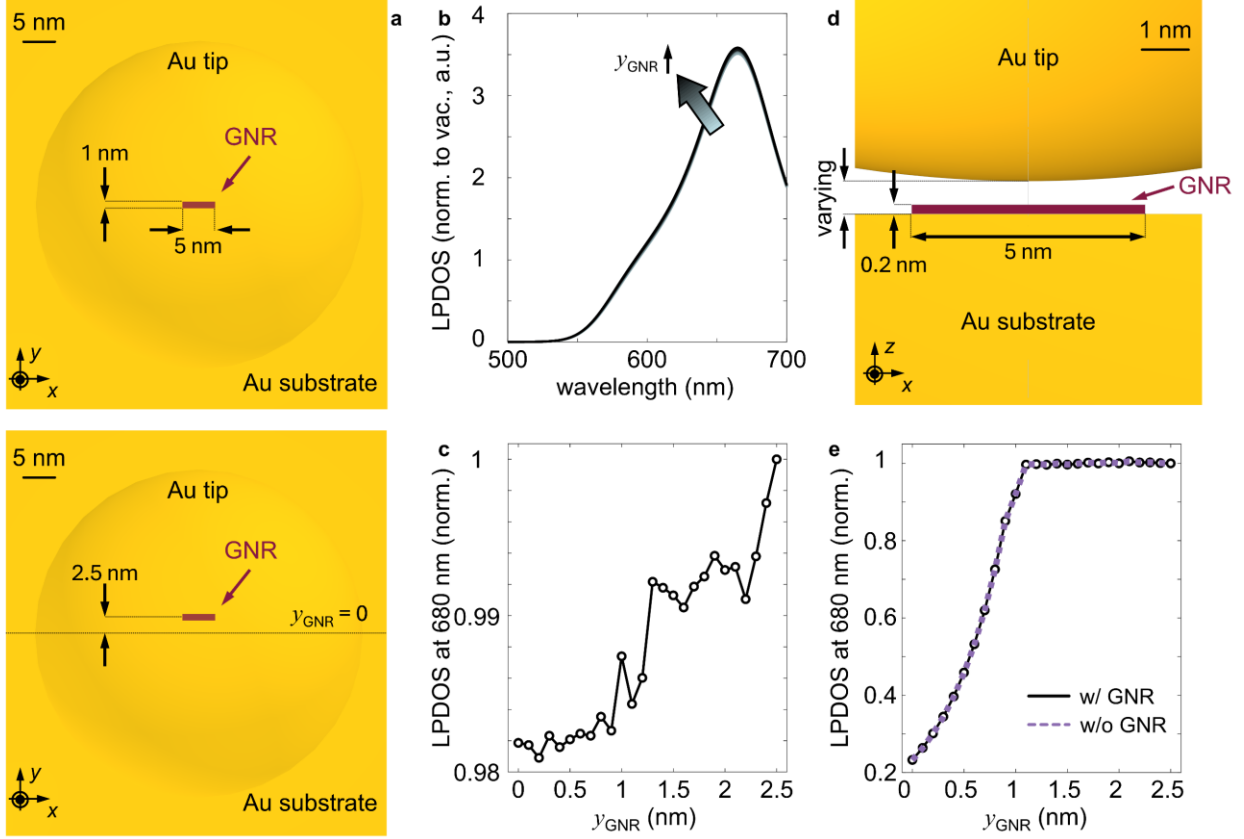 a
5 nm
Au tip
GNR
1 nm
5 nm
y
x
Au substrate
5 nm
Au tip
GNR
2.5 nm
yGNR = 0
y
x
Au substrate
b
LPDOS (norm. to vac., a.u.)
4
3
2
1
0
yGNR
500
600
700
wavelength (nm)
c
LPDOS at 680 nm (norm.)
1
0.99
0.98
0
0.5
1
1.5
2
2.5
yGNR (nm)
d
1 nm
Au tip
varying
GNR
0.2 nm
5 nm
Au substrate
z
x
e
LPDOS at 680 nm (norm.)
1
0.8
0.6
0.4
0.2
w/ GNR
w/o GNR
0
0.5
1
1.5
2
2.5
yGNR (nm)